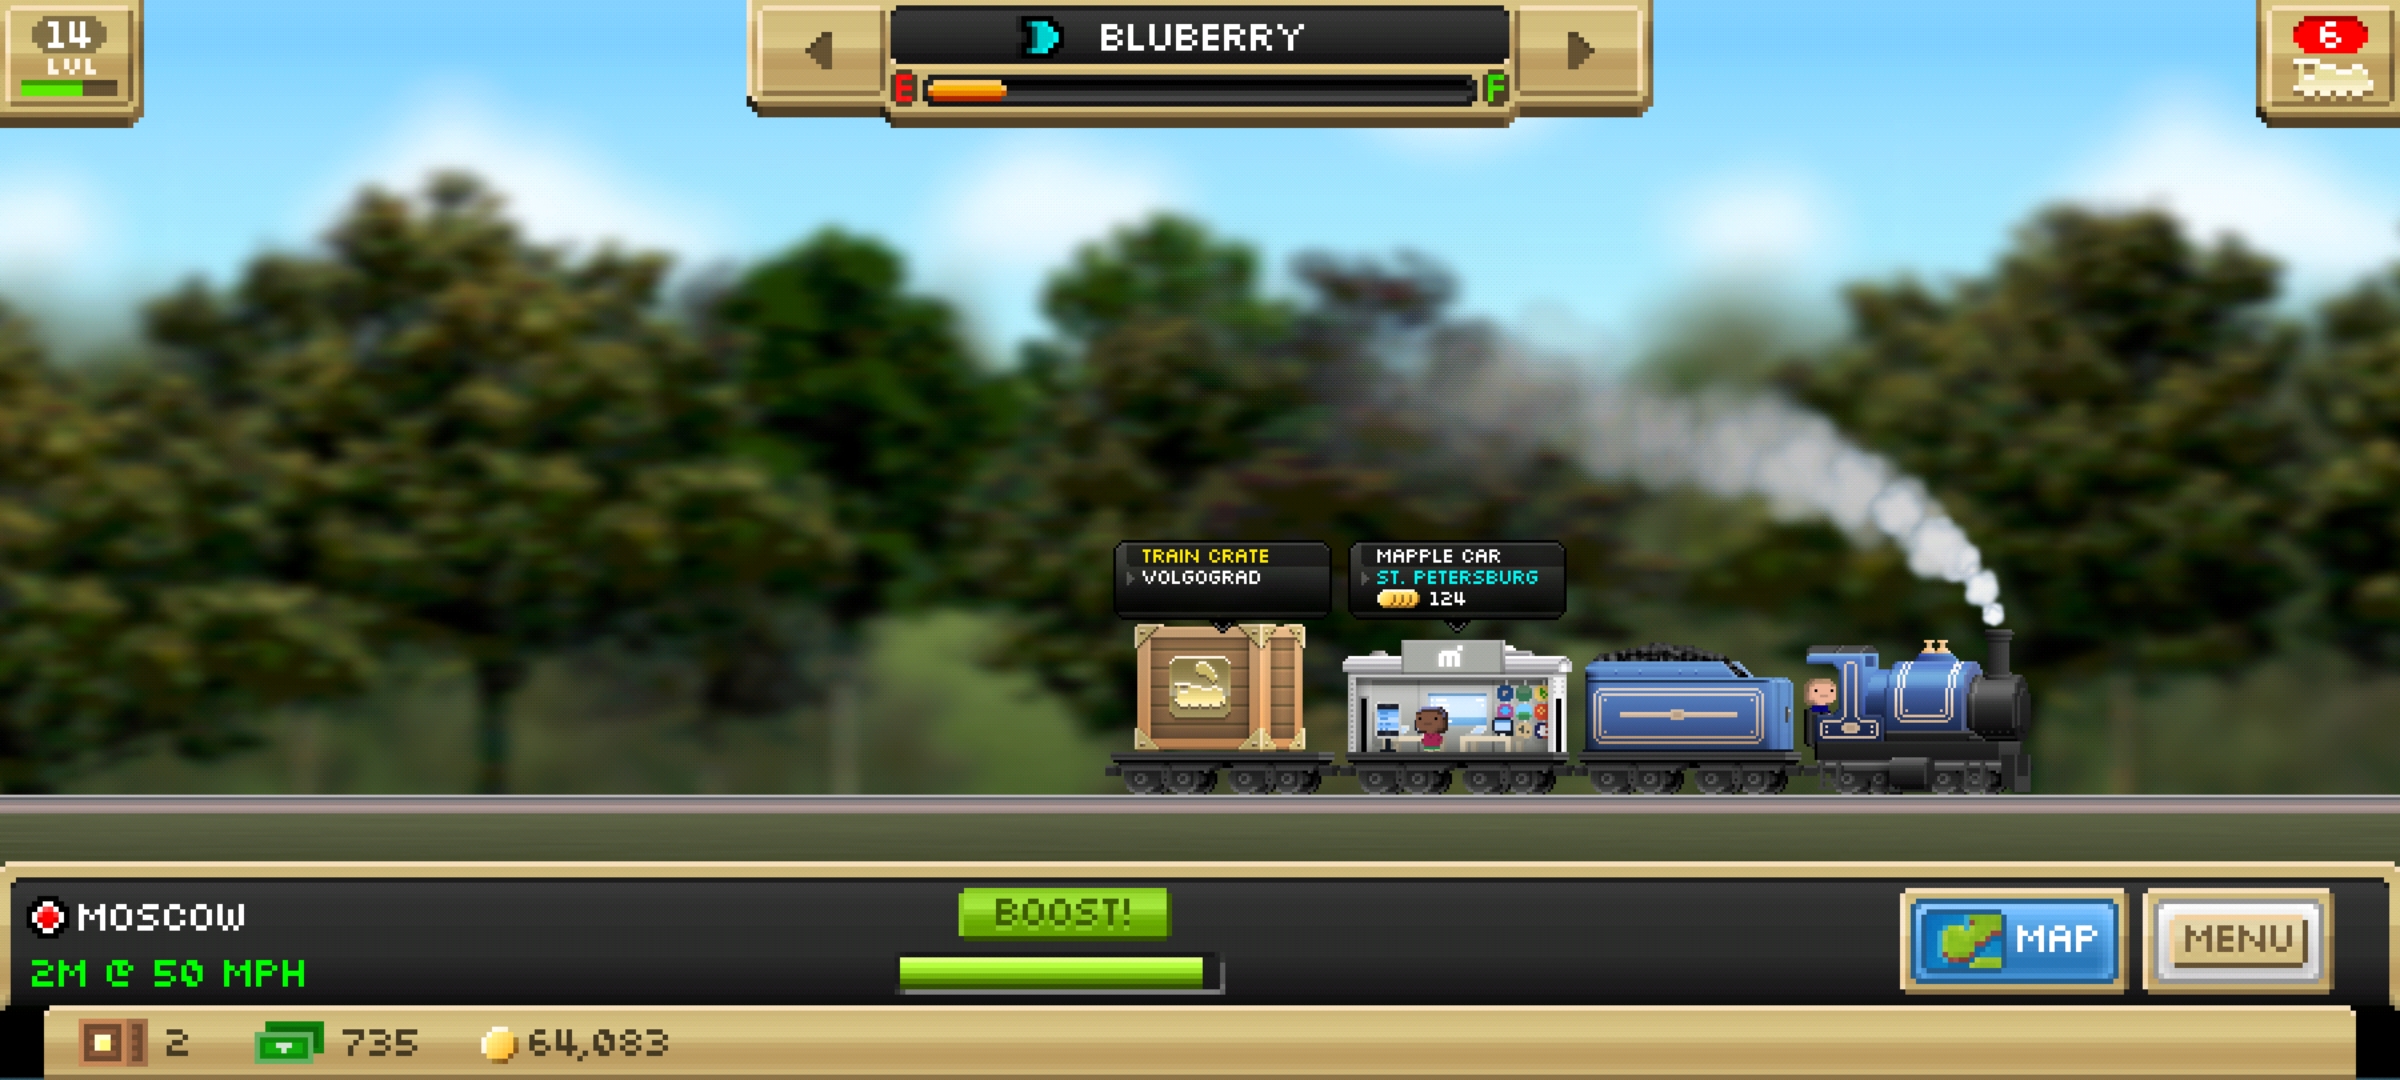 14
LVL
BLUBERRY
E
F
6
TRAIN CRATE
VOLGOGRAD
MAPPLE CAR
ST. PETERSBURG
124
m
MOSCOW
2M @ 50 MPH
BOOST!
MAP
MENU
2
735
64,083